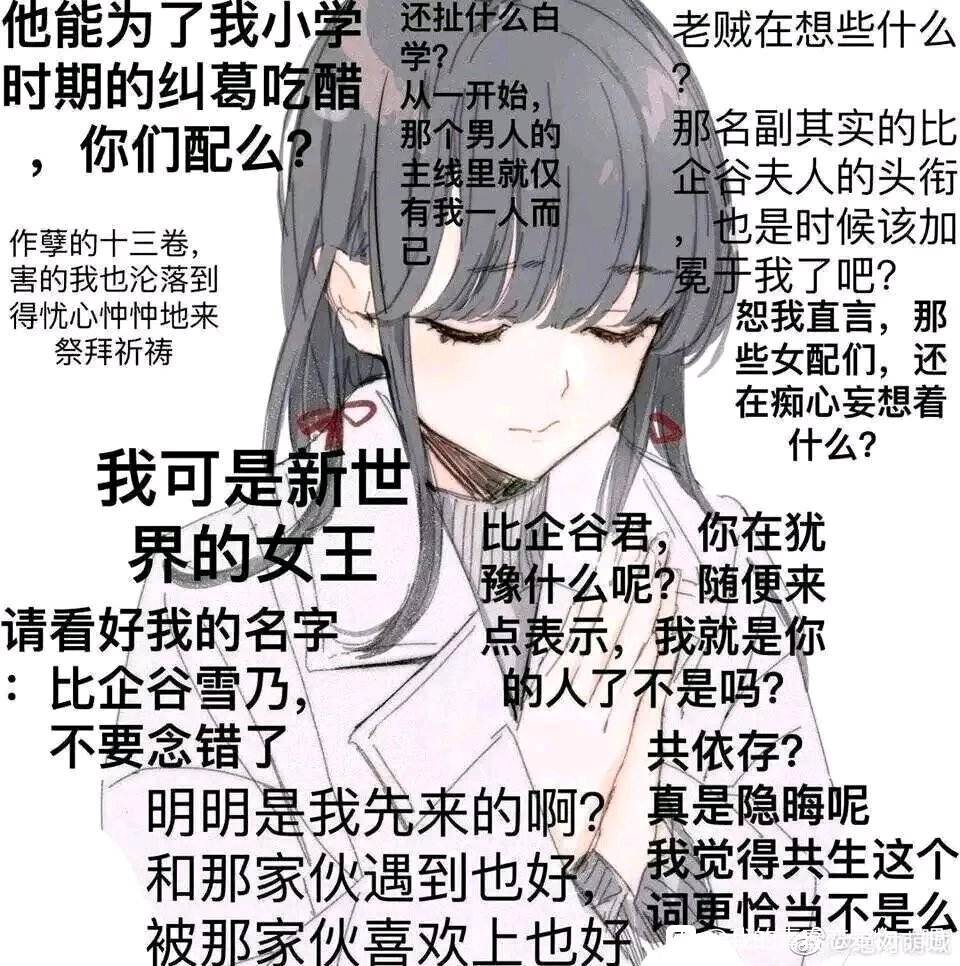 他能为了我小学
时期的纠葛吃醋
，你们配么？
还扯什么白
学？
从一开始，
那个男人的
主线里就仅
有我一人而
已
老贼在想些什么
？
那名副其实的比
企谷夫人的头衔
，也是时候该加
冕于我了吧？
作孽的十三卷，
害的我也沦落到
得忧心忡忡地来
祭拜祈祷
恕我直言，那
些女配们，还
在痴心妄想着
什么？
我可是新世
界的女王
比企谷君，你在犹
豫什么呢？随便来
点表示，我就是你
的人了不是吗？
请看好我的名字
：比企谷雪乃，
不要念错了
共依存？
真是隐晦呢
我觉得共生这个
词更恰当不是么
明明是我先来的啊？
和那家伙遇到也好，
被那家伙喜欢上也好